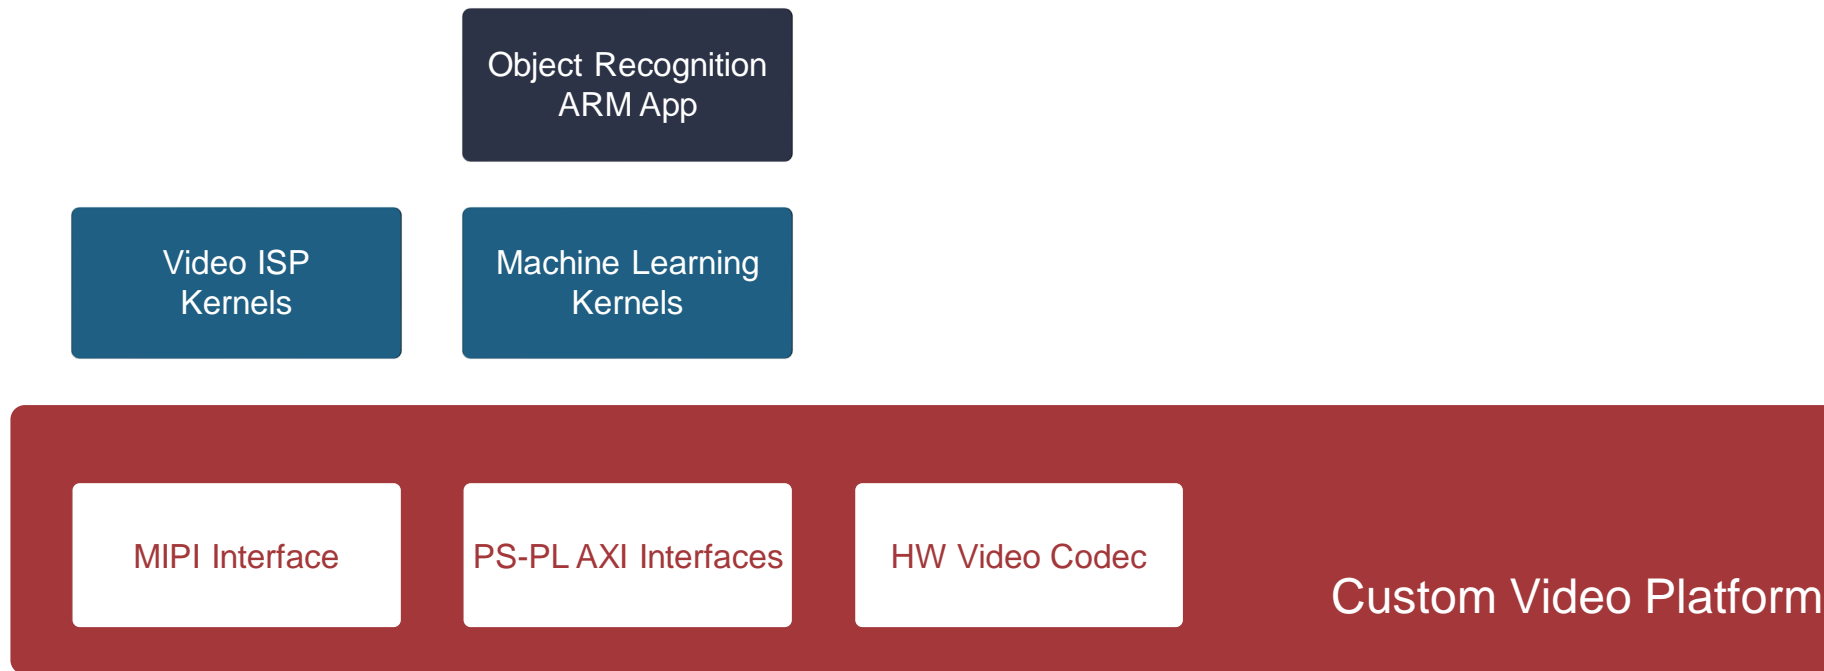 Object Recognition
ARM App
Video ISP
Kernels
Machine Learning
Kernels
MIPI Interface
PS-PL AXI Interfaces
HW Video Codec
Custom Video Platform